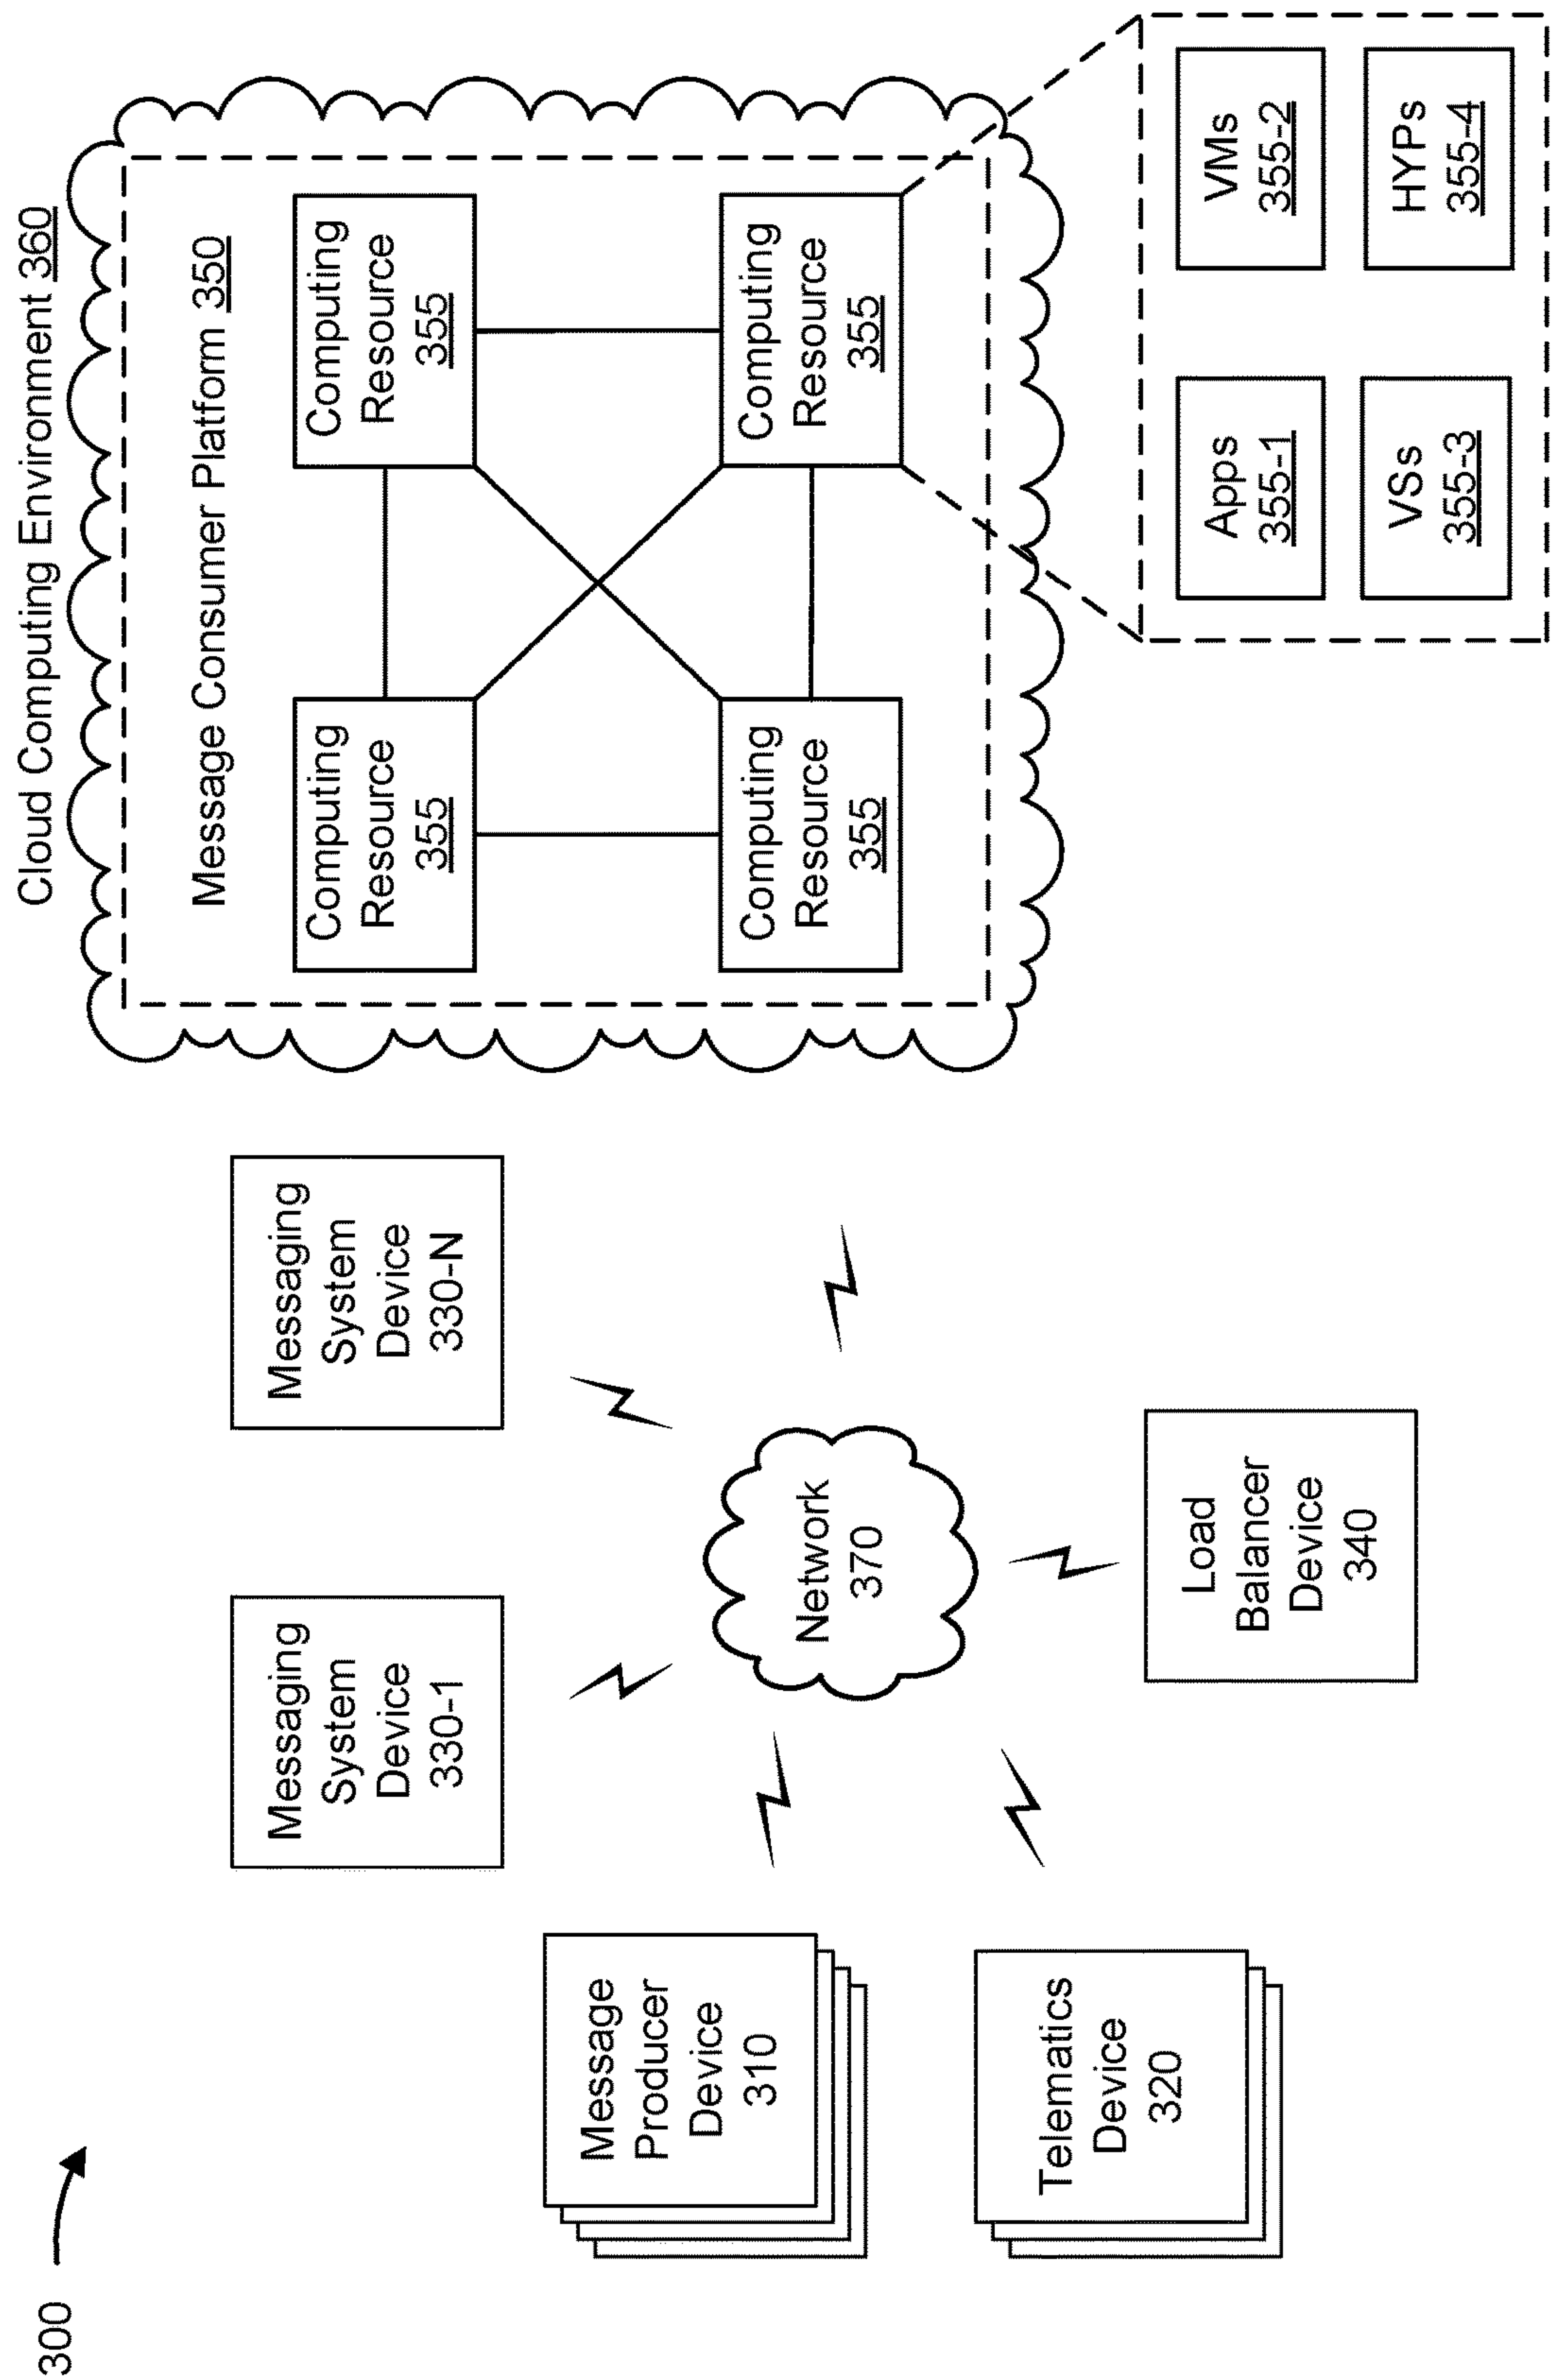 300
Cloud Computing Environment 360
Message Consumer Platform 350
Computing
Resource
355
Computing
Resource
355
Computing
Resource
355
Computing
Resource
355
Messaging
System
Device
330-1
Messaging
System
Device
330-N
Message
Producer
Device
310
Network
370
Telematics
Device
320
Load
Balancer
Device
340
Apps
355-1
VMs
355-2
VSs
355-3
HYPs
355-4